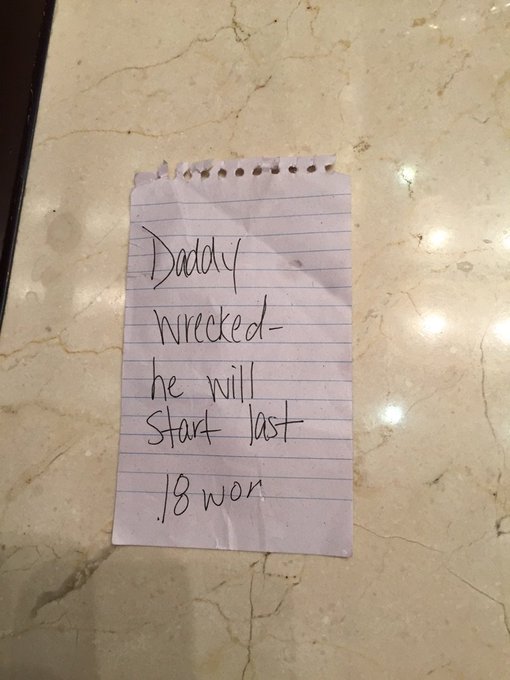 Daddy
wrecked-
he will
start last
18 won